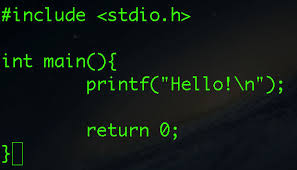 #include <stdio.h>
int main(){
printf("Hello!\n");
return 0;
}